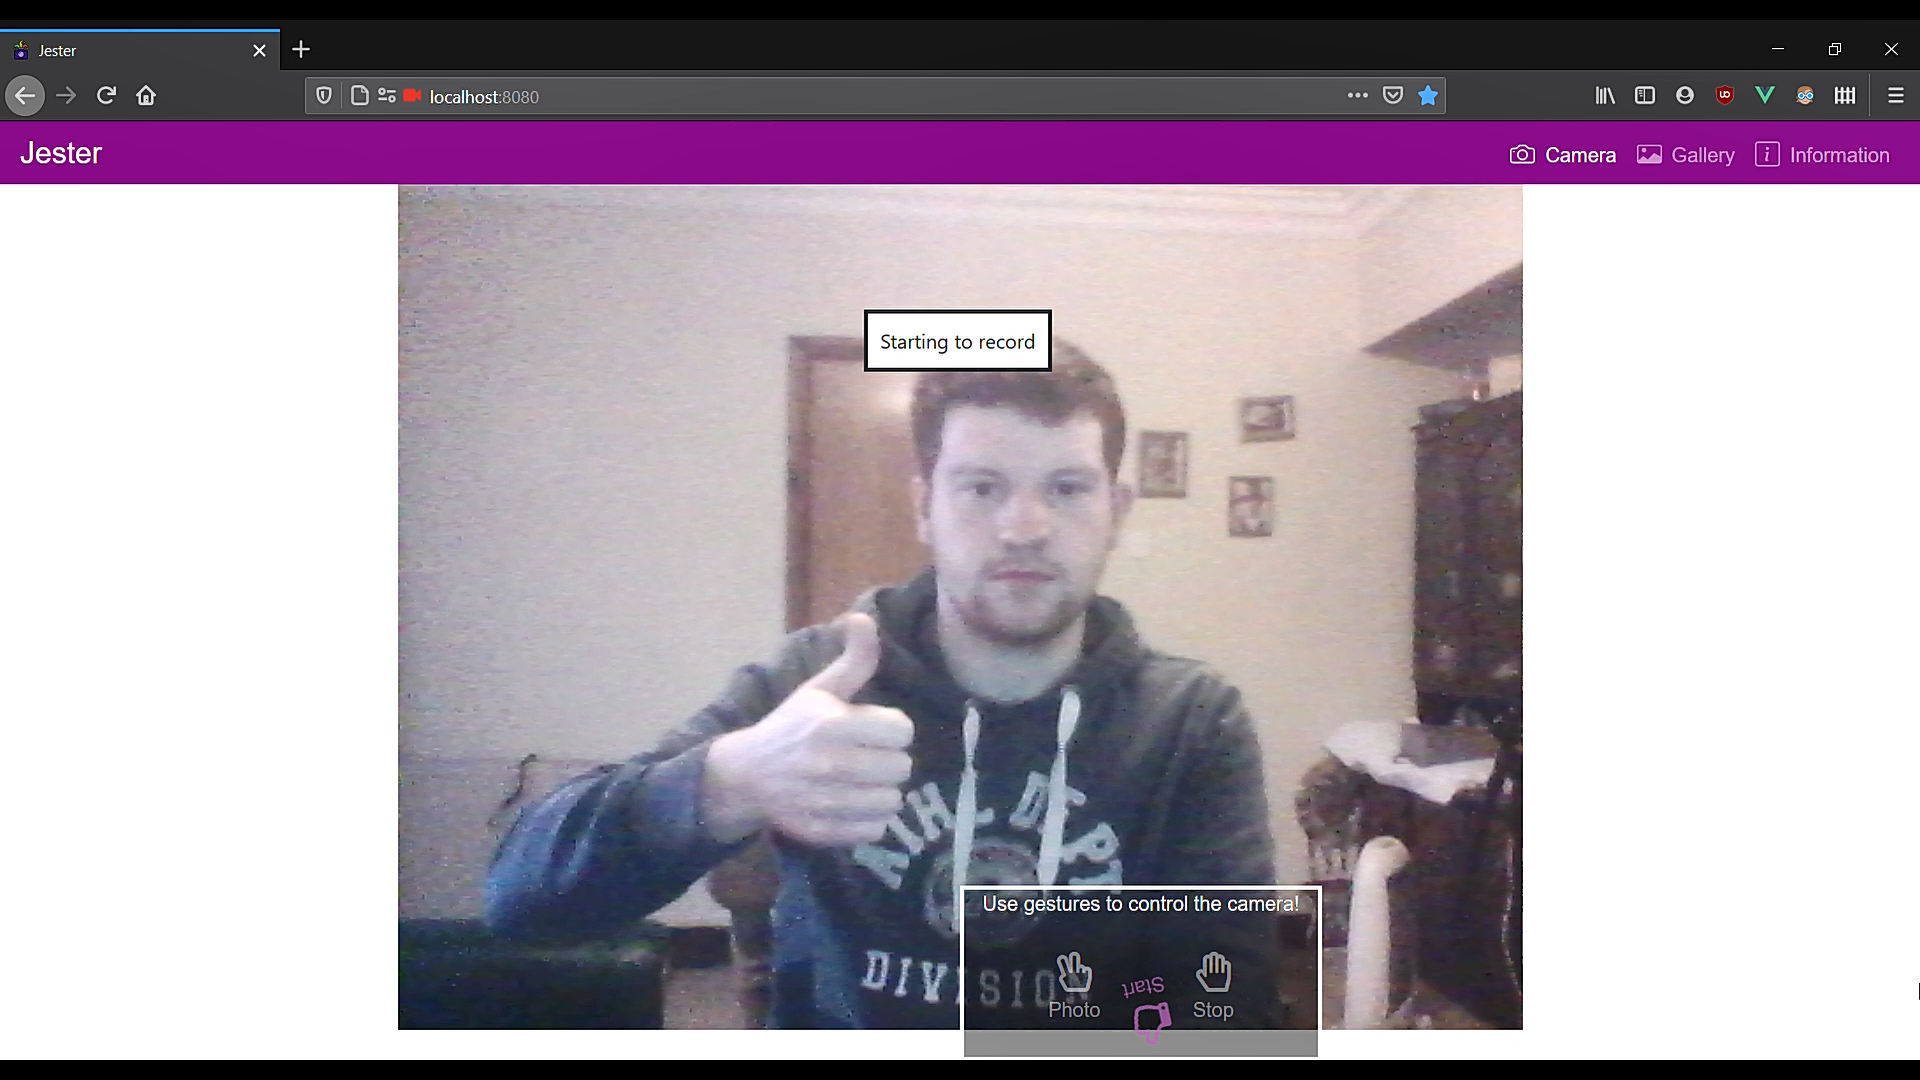 Jester
localhost:8080
Jester
Camera
Gallery
Information
Starting to record
DIVISION
Use gestures to control the camera!
Start
Photo
Stop